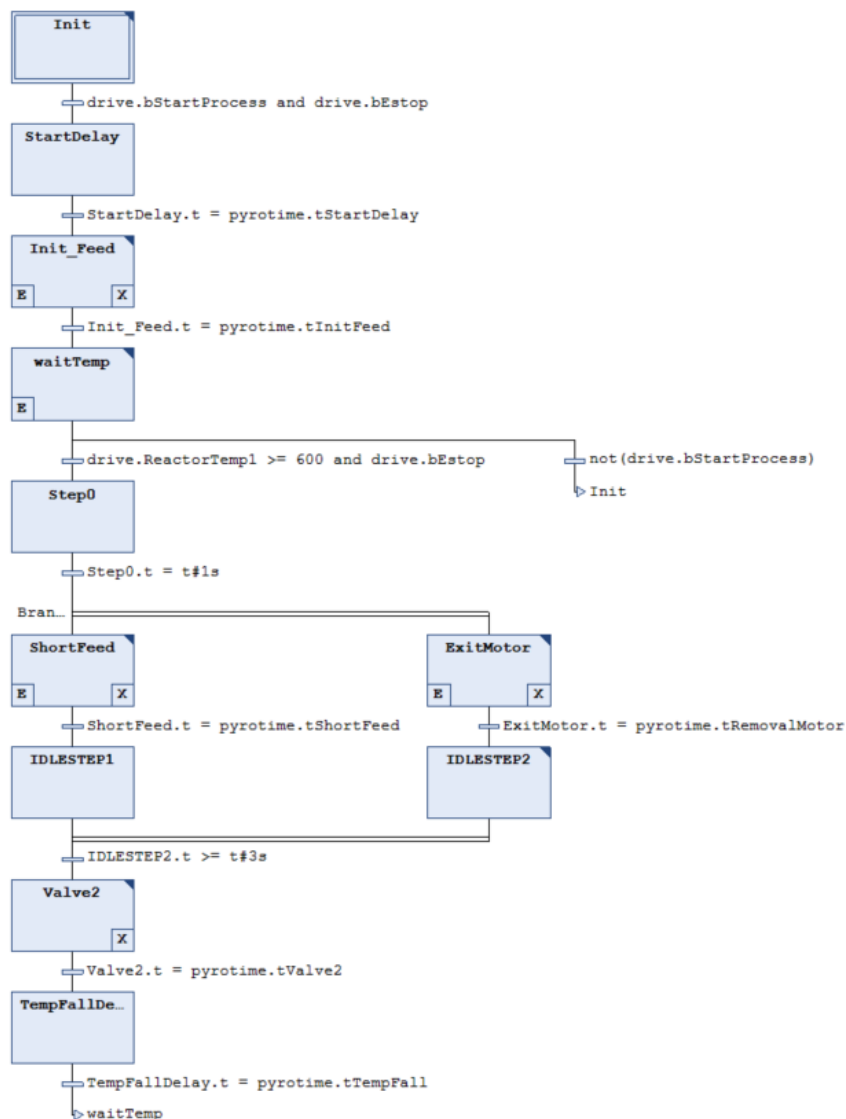 Init
drive.bStartProcess and drive.bEstop
StartDelay
StartDelay.t = pyrotime.tStartDelay
Init_Feed
E X
Init_Feed.t = pyrotime.tInitFeed
waitTemp
E
drive.ReactorTemp1 >= 600 and drive.bEstop not(drive.bStartProcess)
Step0 Init
Step0.t = t#1s
Bran…
ShortFeed ExitMotor
E X E X
ShortFeed.t = pyrotime.tShortFeed ExitMotor.t = pyrotime.tRemovalMotor
IDLESTEP1 IDLESTEP2
IDLESTEP2.t >= t#3s
Valve2
X
Valve2.t = pyrotime.tValve2
TempFallDe…
TempFallDelay.t = pyrotime.tTempFall
waitTemp